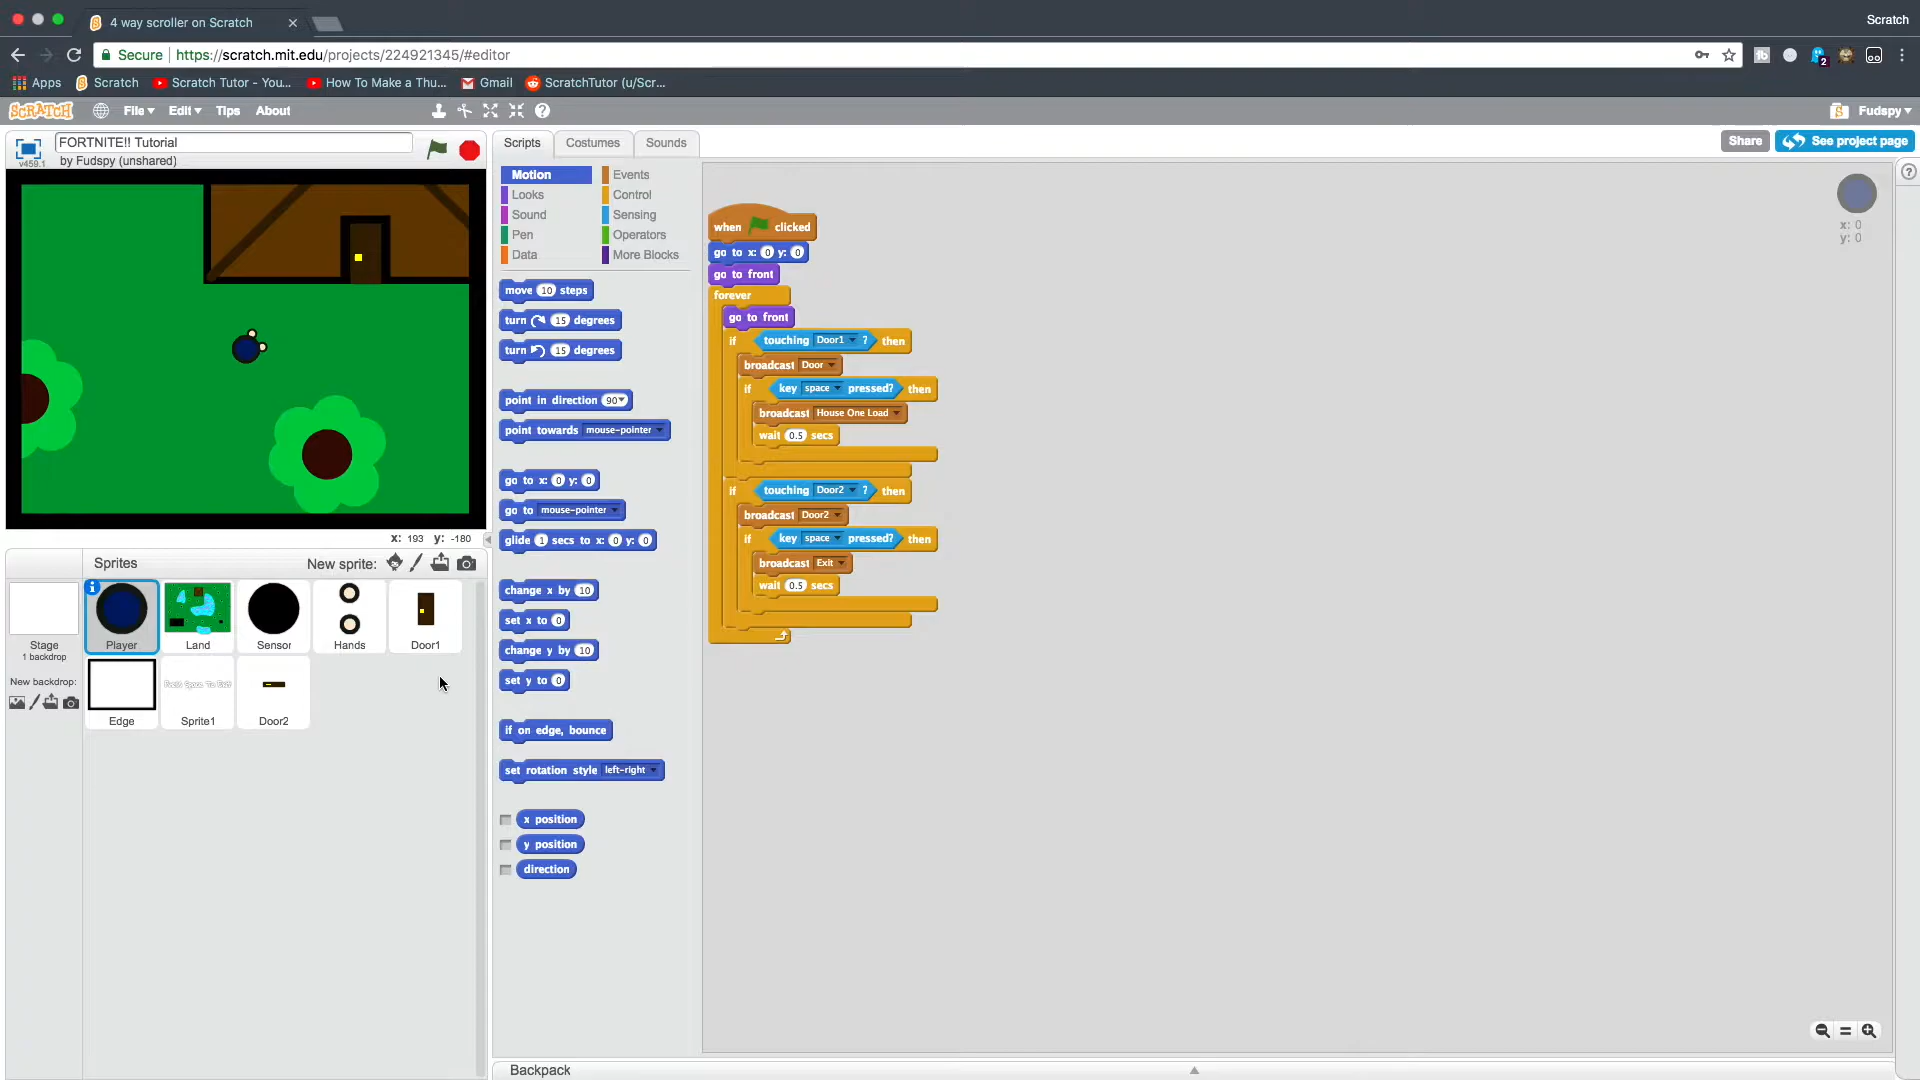 4 way scroller on Scratch
Scratch
Secure
https://scratch.mit.edu/projects/224921345/#editor
2
Apps
Scratch
Scratch Tutor - You...
How To Make a Thu...
Gmail
ScratchTutor (u/Scr...
SCRATCH
File
Edit
Tips
About
Fudspy
v459.1
FORTNITE!! Tutorial
by Fudspy (unshared)
Scripts
Costumes
Sounds
Share
See project page
Motion
Looks
Sound
Pen
Data
Events
Control
Sensing
Operators
More Blocks
move 10 steps
turn 15 degrees
turn 15 degrees
point in direction 90
point towards mouse-pointer
go to x: 0 y: 0
go to mouse-pointer
glide 1 secs to x: 0 y: 0
change x by 10
set x to 0
change y by 10
set y to 0
if on edge, bounce
set rotation style left-right
x position
y position
direction
when clicked
go to x: 0 y: 0
go to front
forever
go to front
if touching Door1 ? then
broadcast Door
if key space pressed? then
broadcast House One Load
wait 0.5 secs
if touching Door2 ? then
broadcast Door2
if key space pressed? then
broadcast Exit
wait 0.5 secs
x: 0
y: 0
x: 193 y: -180
Sprites
New sprite:
Stage
1 backdrop
New backdrop:
Player
Land
Sensor
Hands
Door1
Edge
Sprite1
Door2
Backpack